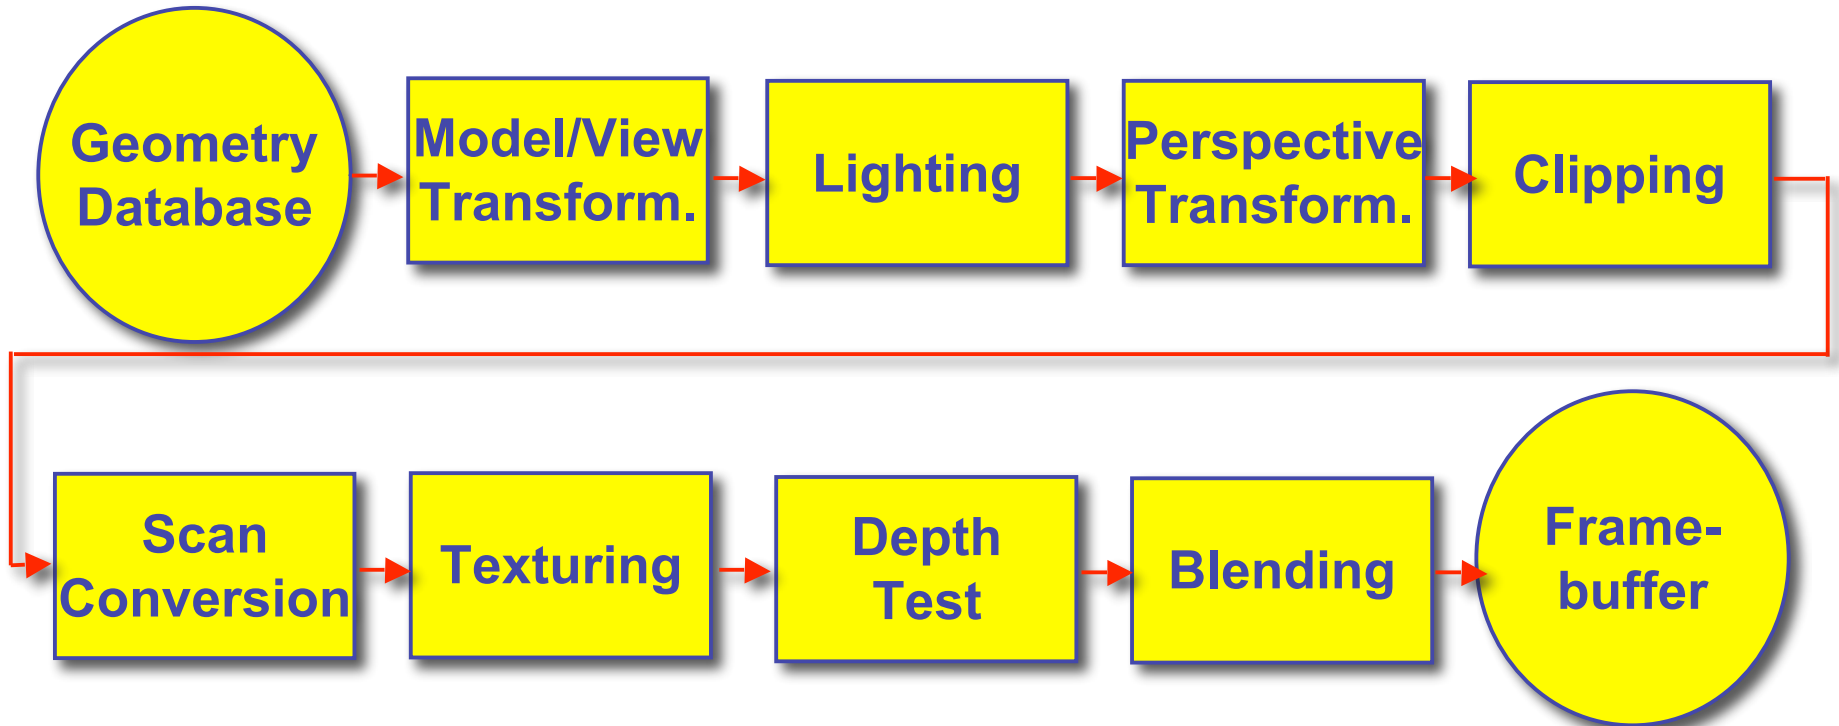 Geometry
Database
Model/View
Transform.
Lighting
Perspective
Transform.
Clipping
Scan
Conversion
Texturing
Depth
Test
Blending
Frame-
buffer